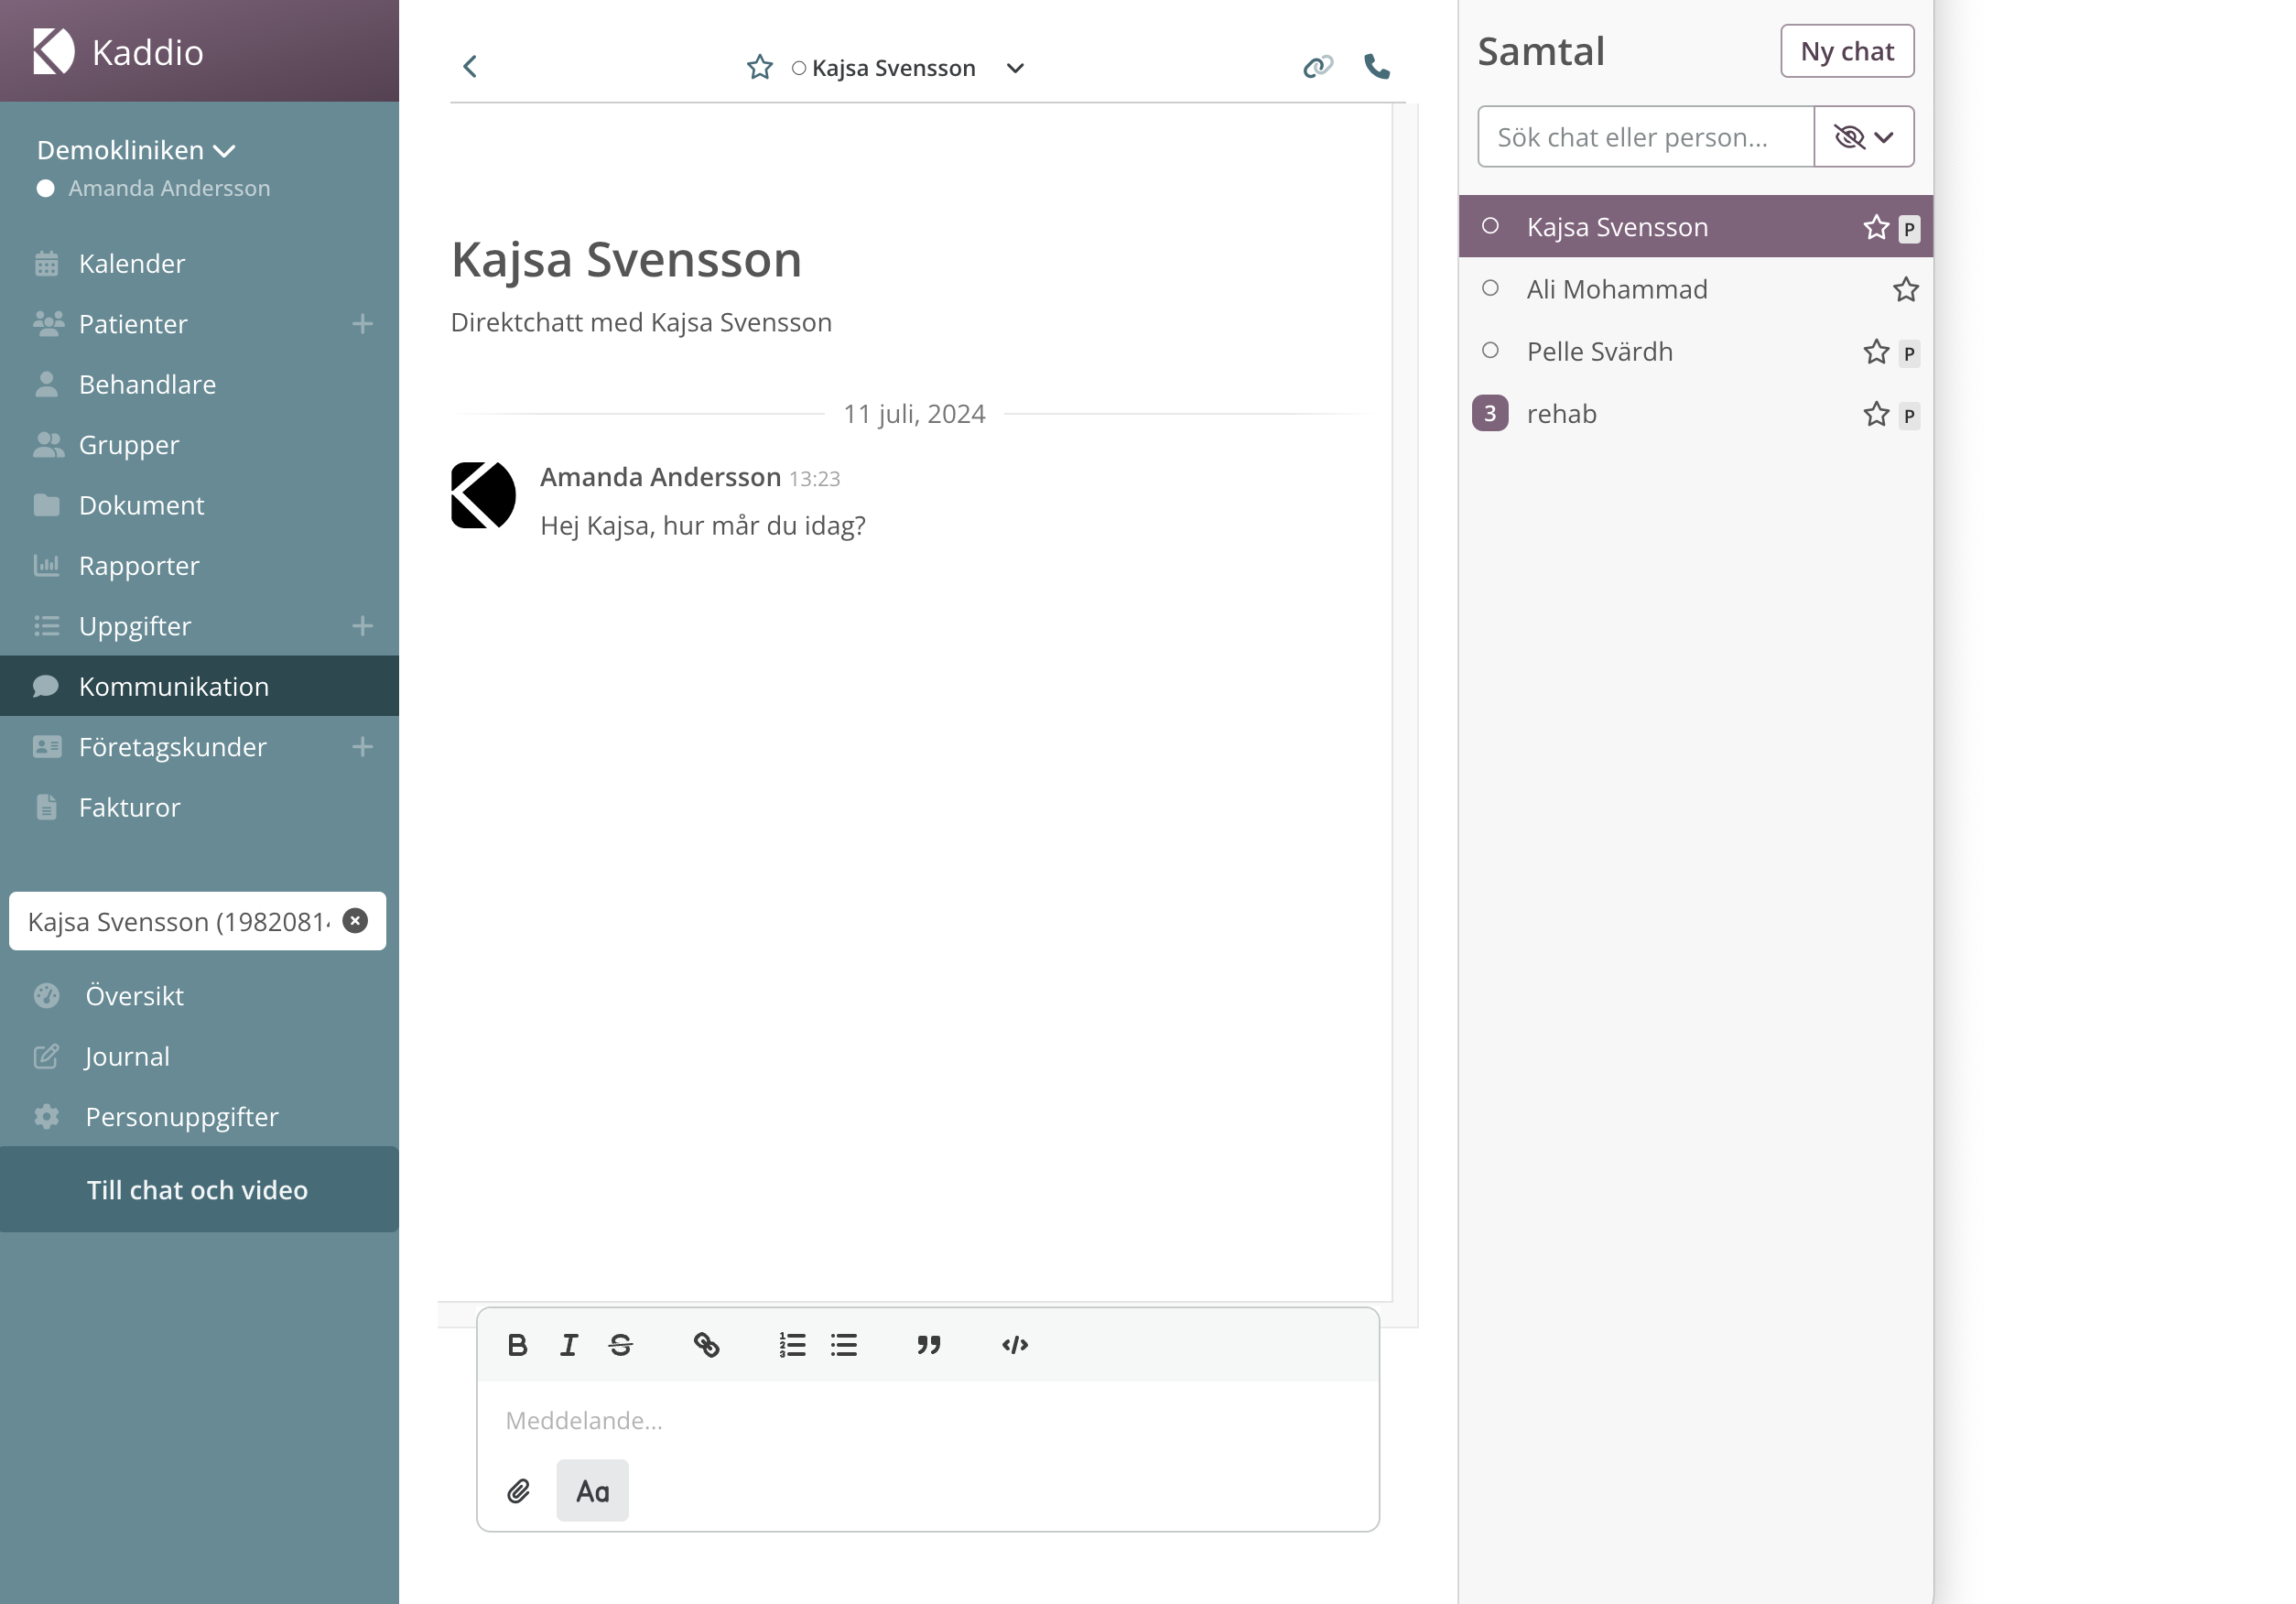 Kaddio
Demokliniken
Amanda Andersson
Kalender
Patienter
Behandlare
Grupper
Dokument
Rapporter
Uppgifter
Kommunikation
Företagskunder
Fakturor
Kajsa Svensson (1982081
Översikt
Journal
Personuppgifter
Till chat och video
Kajsa Svensson
Kajsa Svensson
Direktchatt med Kajsa Svensson
11 juli, 2024
Amanda Andersson 13:23
Hej Kajsa, hur mår du idag?
Meddelande...
Aa
Samtal
Ny chat
Sök chat eller person...
Kajsa Svensson P
Ali Mohammad
Pelle Svärdh P
3 rehab P